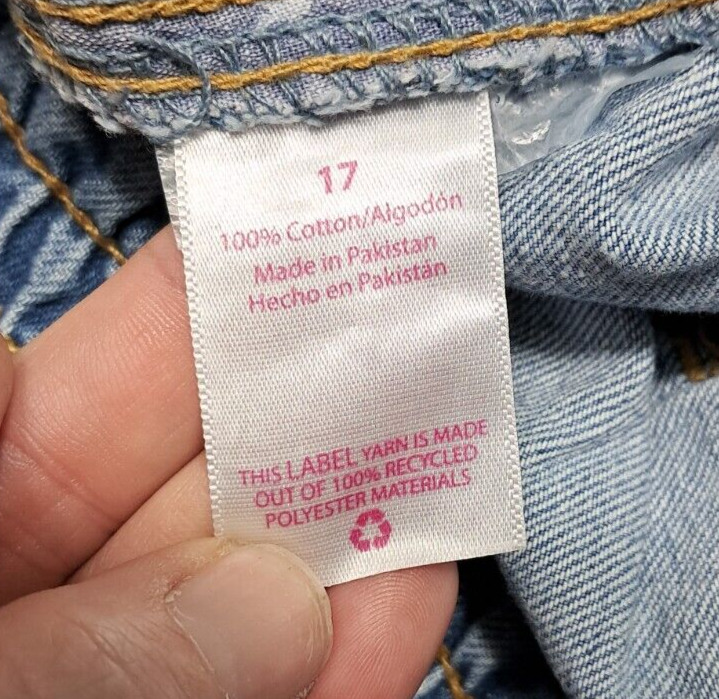 17
100% Cotton/Algodón
Made in Pakistan
Hecho en Pakistán
THIS LABEL YARN IS MADE
OUT OF 100% RECYCLED
POLYESTER MATERIALS